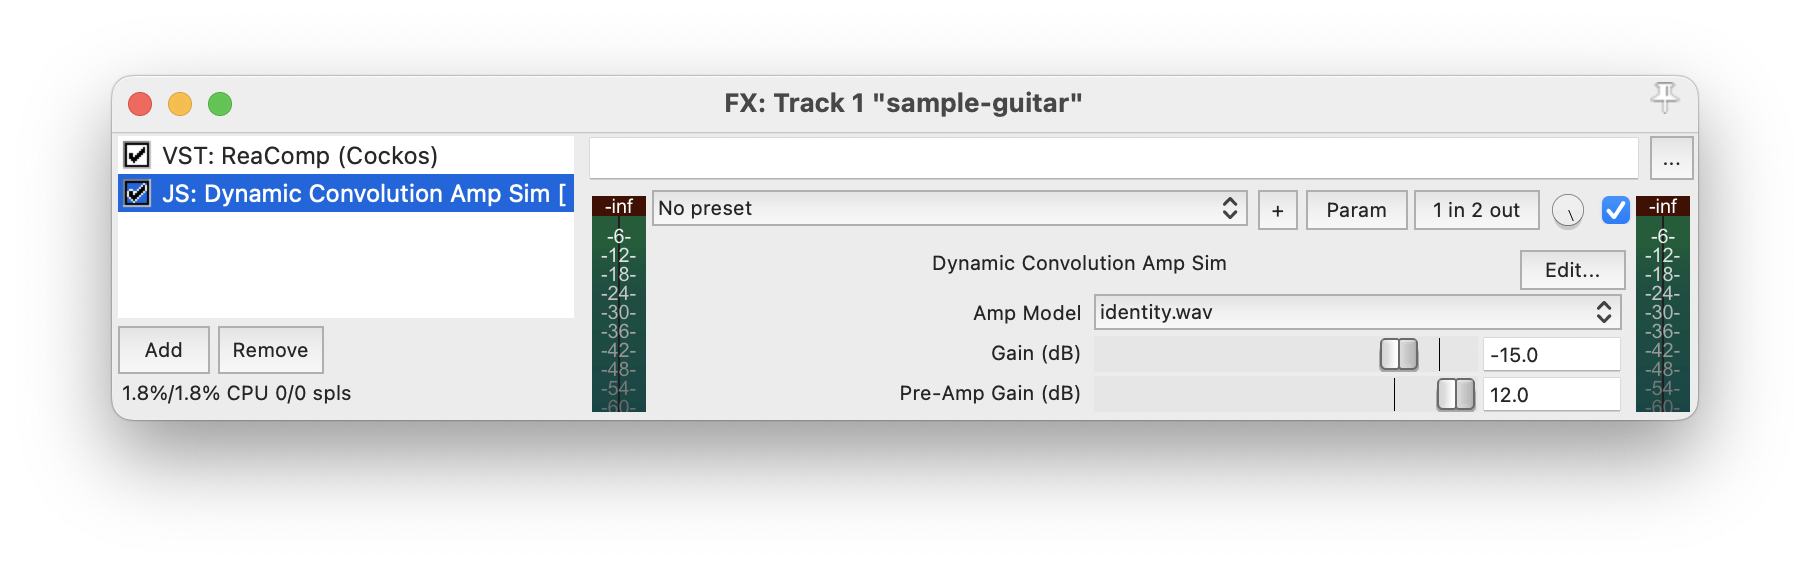 FX: Track 1 "sample-guitar"
VST: ReaComp (Cockos)
JS: Dynamic Convolution Amp Sim [
Add
Remove
1.8%/1.8% CPU 0/0 spls
...
-inf
-6-
-12-
-18-
-24-
-30-
-36-
-42-
-48-
-54-
-60-
No preset
+
Param
1 in 2 out
Dynamic Convolution Amp Sim
Edit...
Amp Model
identity.wav
Gain (dB)
-15.0
Pre-Amp Gain (dB)
12.0
-inf
-6-
-12-
-18-
-24-
-30-
-36-
-42-
-48-
-54-
-60-